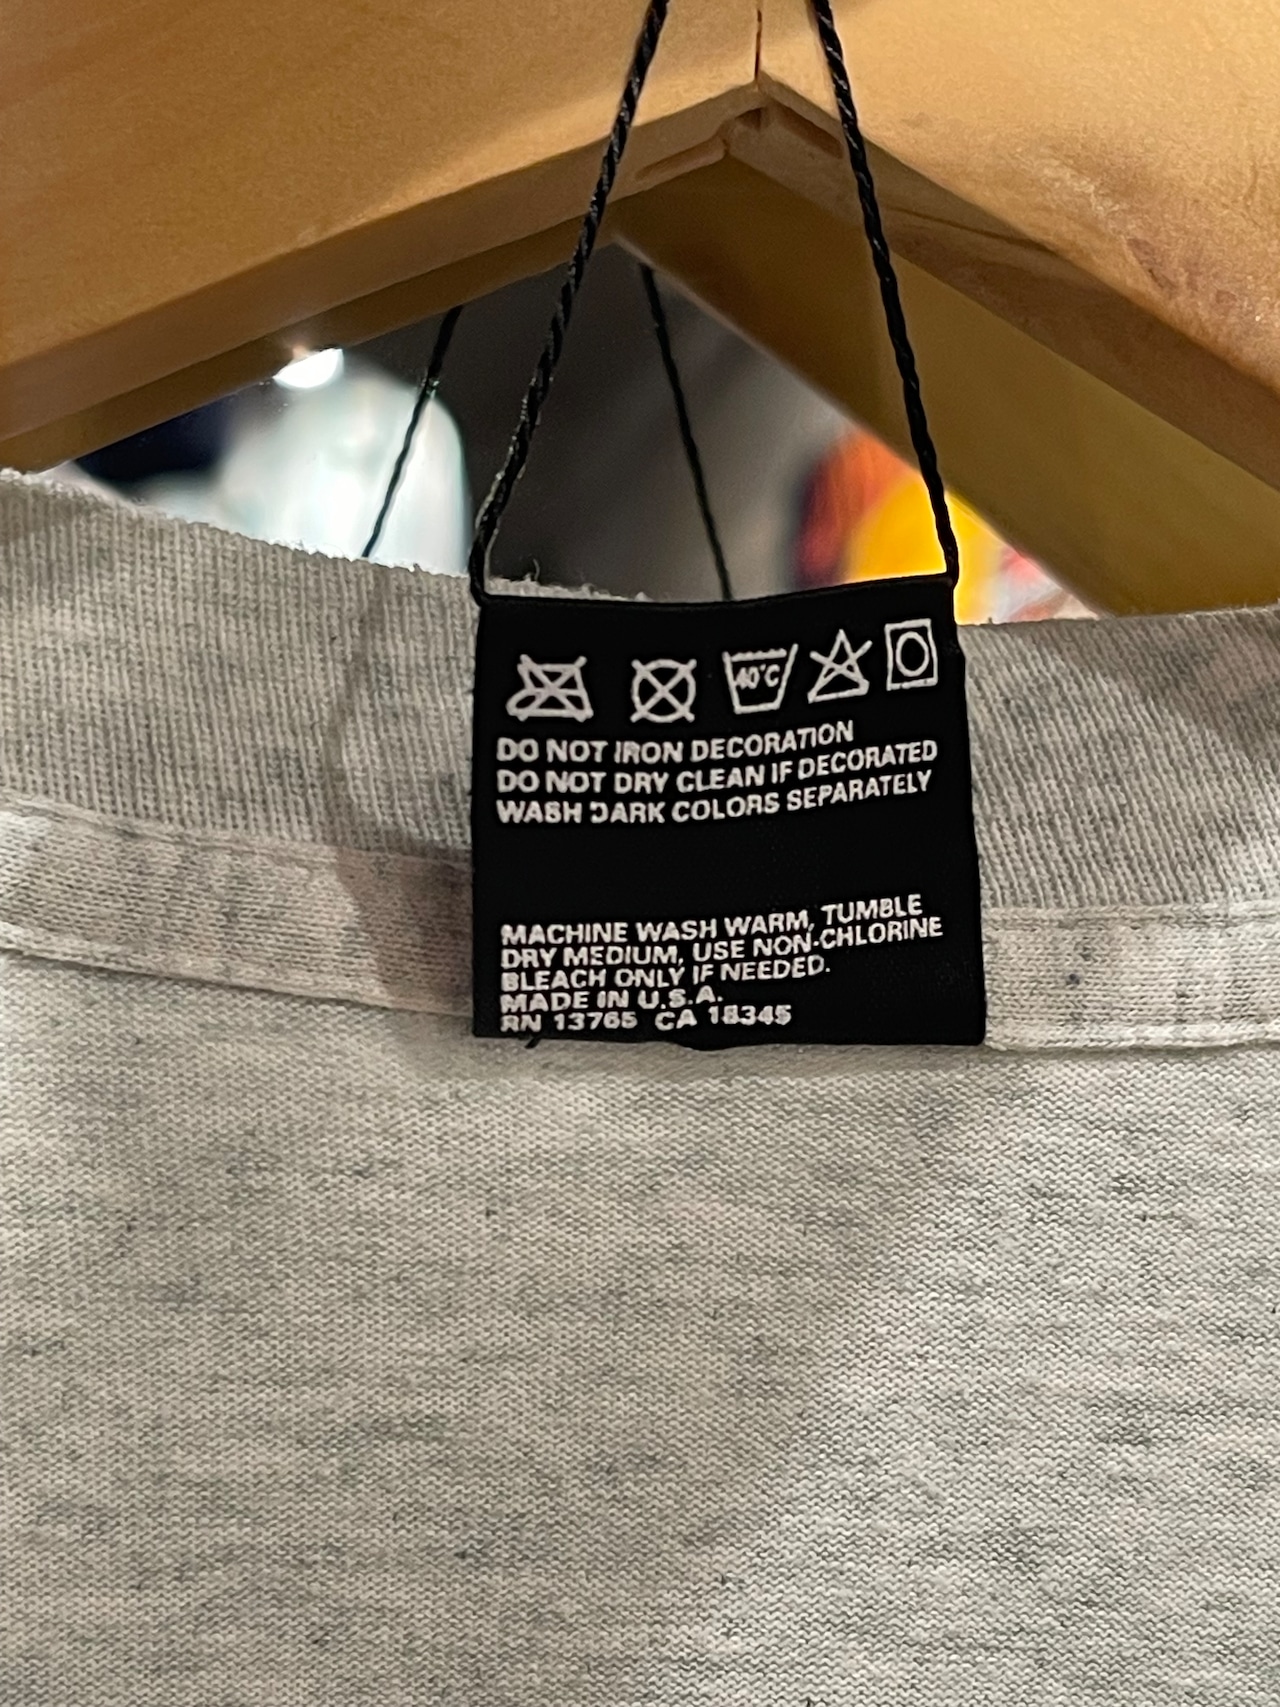 40°C
DO NOT IRON DECORATION
DO NOT DRY CLEAN IF DECORATED
WASH DARK COLORS SEPARATELY
MACHINE WASH WARM, TUMBLE
DRY MEDIUM, USE NON-CHLORINE
BLEACH ONLY IF NEEDED.
MADE IN U.S.A.
RN 13765 CA 18345